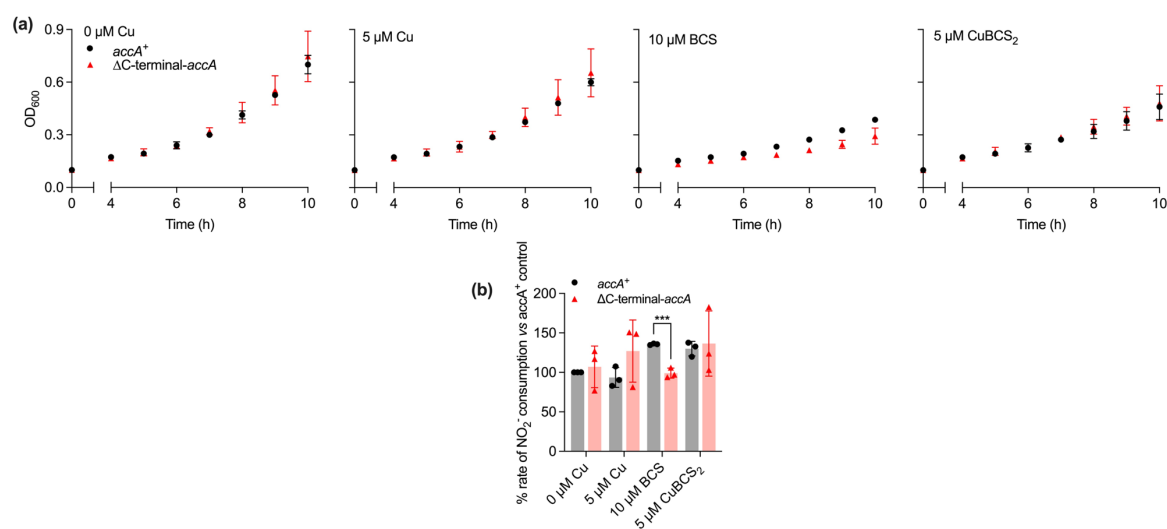 (a)
0 µM Cu
accA⁺
ΔC-terminal-accA
5 µM Cu
10 µM BCS
5 µM CuBCS₂
OD₆₀₀
0.9
0.6
0.3
0.0
0 4 6 8 10
0 4 6 8 10
0 4 6 8 10
0 4 6 8 10
Time (h)
Time (h)
Time (h)
Time (h)
(b)
accA⁺
ΔC-terminal-accA
% rate of NO₂⁻ consumption vs accA⁺ control
200
150
100
50
0
***
0 µM Cu
5 µM Cu
10 µM BCS
5 µM CuBCS₂